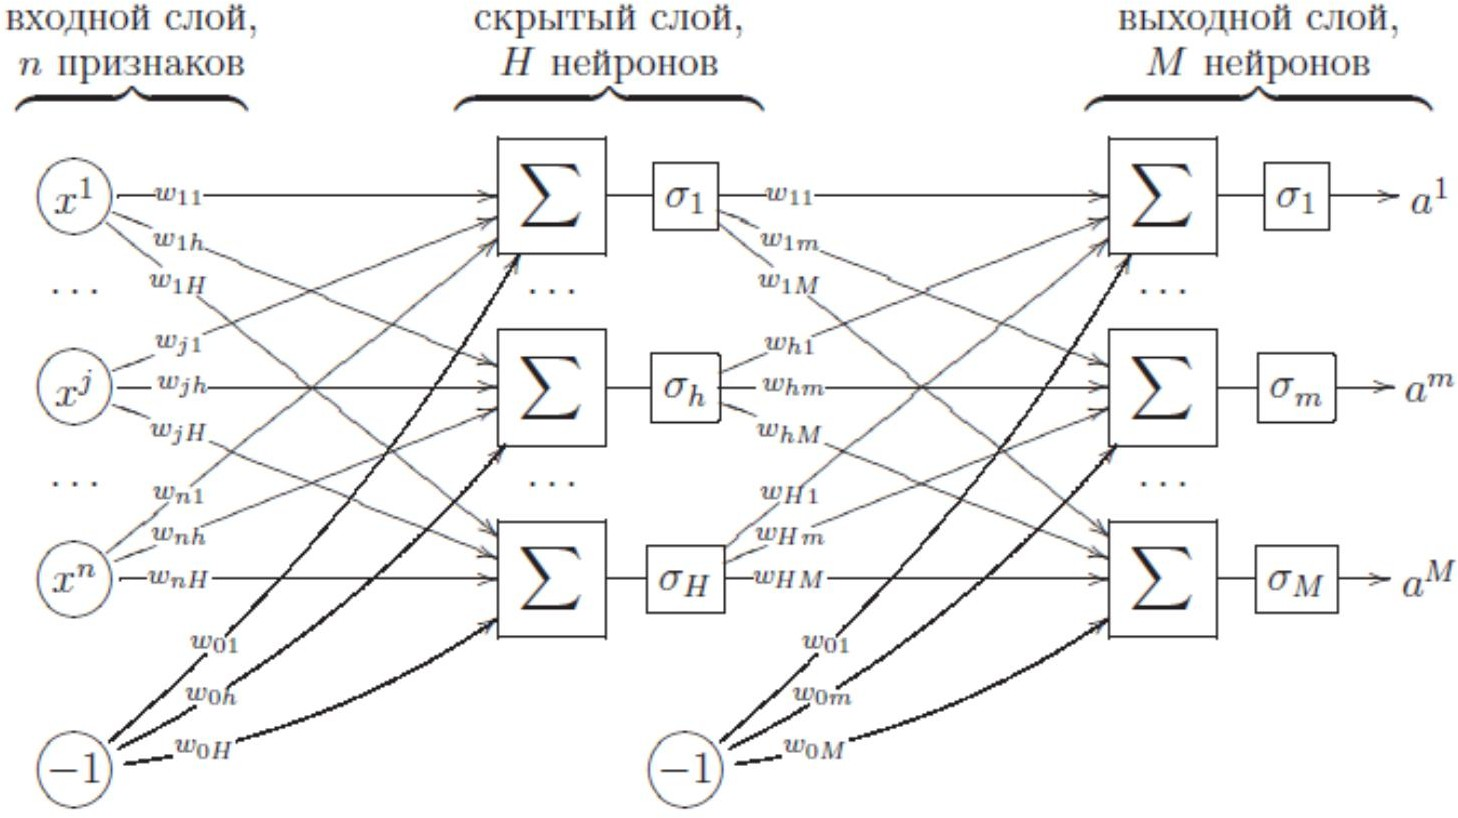 входной слой,
n признаков
скрытый слой,
H нейронов
выходной слой,
M нейронов
x¹ w₁₁ ∑ σ₁ w₁₁ ∑ σ₁ a¹
w₁ₕ w₁ₘ
. . . w₁H . . . w₁M . . .
wⱼ₁ wₕ₁
xʲ wⱼₕ ∑ σₕ wₕₘ ∑ σₘ aᵐ
wⱼH wₕM
. . . wₙ₁ . . . wH₁ . . .
wₙₕ wHₘ
xⁿ wₙH ∑ σH wHM ∑ σM aᴹ
w₀₁ w₀₁
w₀ₕ w₀ₘ
−1 w₀H −1 w₀M